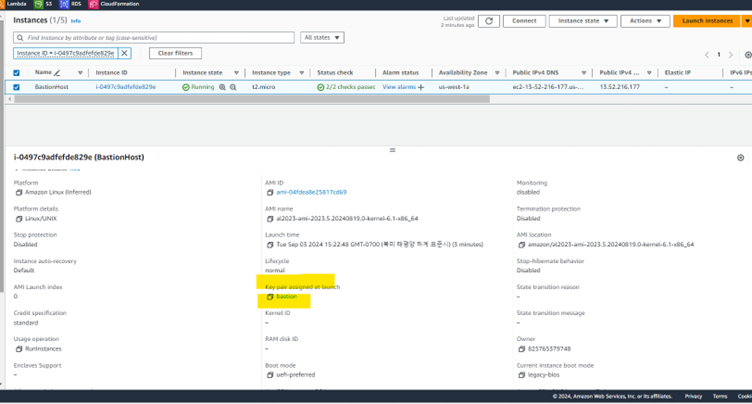 Lambda S3 RDS CloudFormation
Instances (1/5) Info
Last updated
2 minutes ago
Connect Instance state Actions Launch instances
Find Instance by attribute or tag (case-sensitive) All states
Instance ID = i-0497c9adfefde829e Clear filters
1
Name Instance ID Instance state Instance type Status check Alarm status Availability Zone Public IPv4 DNS Public IPv4 ... Elastic IP IPv6 IPs
BastionHost i-0497c9adfefde829e Running t2.micro 2/2 checks passec View alarms + us-west-1a ec2-13-52-216-177.us-... 13.52.216.177 – –
i-0497c9adfefde829e (BastionHost)
Platform AMI ID Monitoring
Amazon Linux (Inferred) ami-04fdea8e25817cd69 disabled
Platform details AMI name Termination protection
Linux/UNIX al2023-ami-2023.5.20240819.0-kernel-6.1-x86_64 Disabled
Stop protection Launch time AMI location
Disabled Tue Sep 03 2024 15:22:48 GMT-0700 (북미 태평양 하계 표준시) (3 minutes) amazon/al2023-ami-2023.5.20240819.0-kernel-6.1-x86_64
Instance auto-recovery Lifecycle Stop-hibernate behavior
Default normal Disabled
AMI Launch index Key pair assigned at launch State transition reason
0 bastion –
Credit specification Kernel ID State transition message
standard – –
Usage operation RAM disk ID Owner
RunInstances – 825765379748
Enclaves Support Boot mode Current instance boot mode
– uefi-preferred legacy-bios
© 2024, Amazon Web Services, Inc. or its affiliates. Privacy Terms